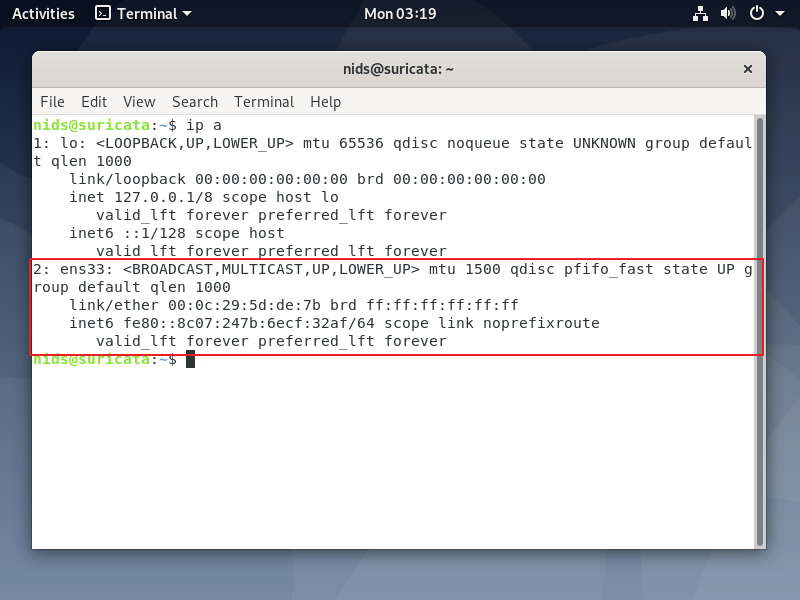 Activities Terminal Mon 03:19
nids@suricata: ~
File Edit View Search Terminal Help
nids@suricata:~$ ip a
1: lo: <LOOPBACK,UP,LOWER_UP> mtu 65536 qdisc noqueue state UNKNOWN group defaul
t qlen 1000
    link/loopback 00:00:00:00:00:00 brd 00:00:00:00:00:00
    inet 127.0.0.1/8 scope host lo
       valid_lft forever preferred_lft forever
    inet6 ::1/128 scope host
       valid_lft forever preferred_lft forever
2: ens33: <BROADCAST,MULTICAST,UP,LOWER_UP> mtu 1500 qdisc pfifo_fast state UP g
roup default qlen 1000
    link/ether 00:0c:29:5d:de:7b brd ff:ff:ff:ff:ff:ff
    inet6 fe80::8c07:247b:6ecf:32af/64 scope link noprefixroute
       valid_lft forever preferred_lft forever
nids@suricata:~$